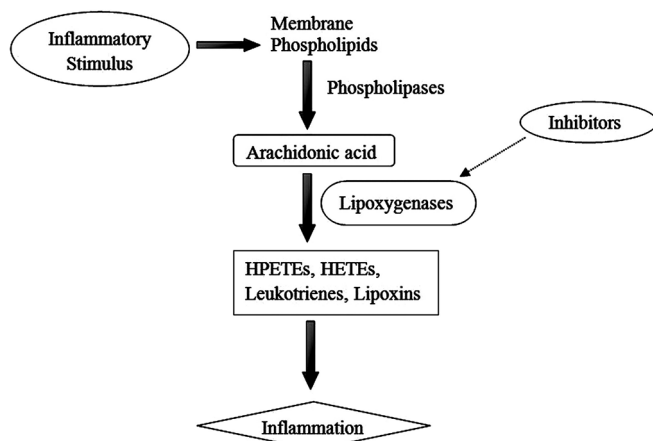 Inflammatory
Stimulus
Membrane
Phospholipids
Phospholipases
Inhibitors
Arachidonic acid
Lipoxygenases
HPETEs, HETEs,
Leukotrienes, Lipoxins
Inflammation